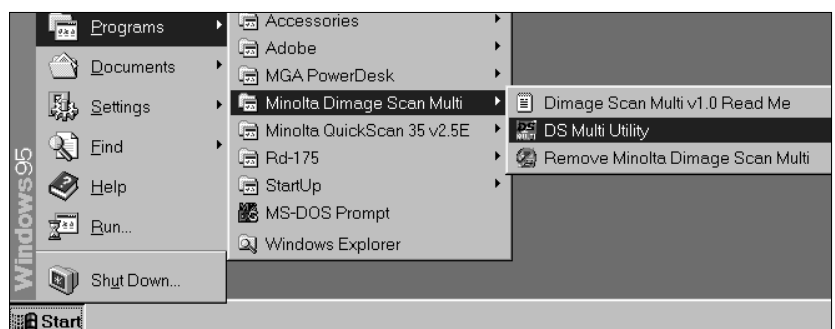 Windows95
Programs
Documents
Settings
Find
Help
Run...
Shut Down...
Start
Accessories
Adobe
MGA PowerDesk
Minolta Dimage Scan Multi
Minolta QuickScan 35 v2.5E
Rd-175
StartUp
MS-DOS Prompt
Windows Explorer
Dimage Scan Multi v1.0 Read Me
DS Multi Utility
Remove Minolta Dimage Scan Multi